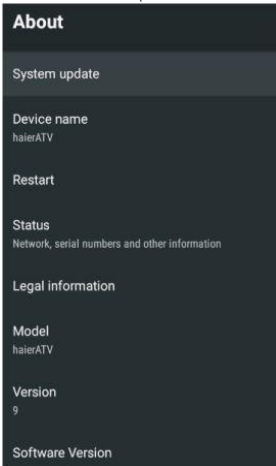 About
System update
Device name
haierATV
Restart
Status
Network, serial numbers and other information
Legal information
Model
haierATV
Version
9
Software Version